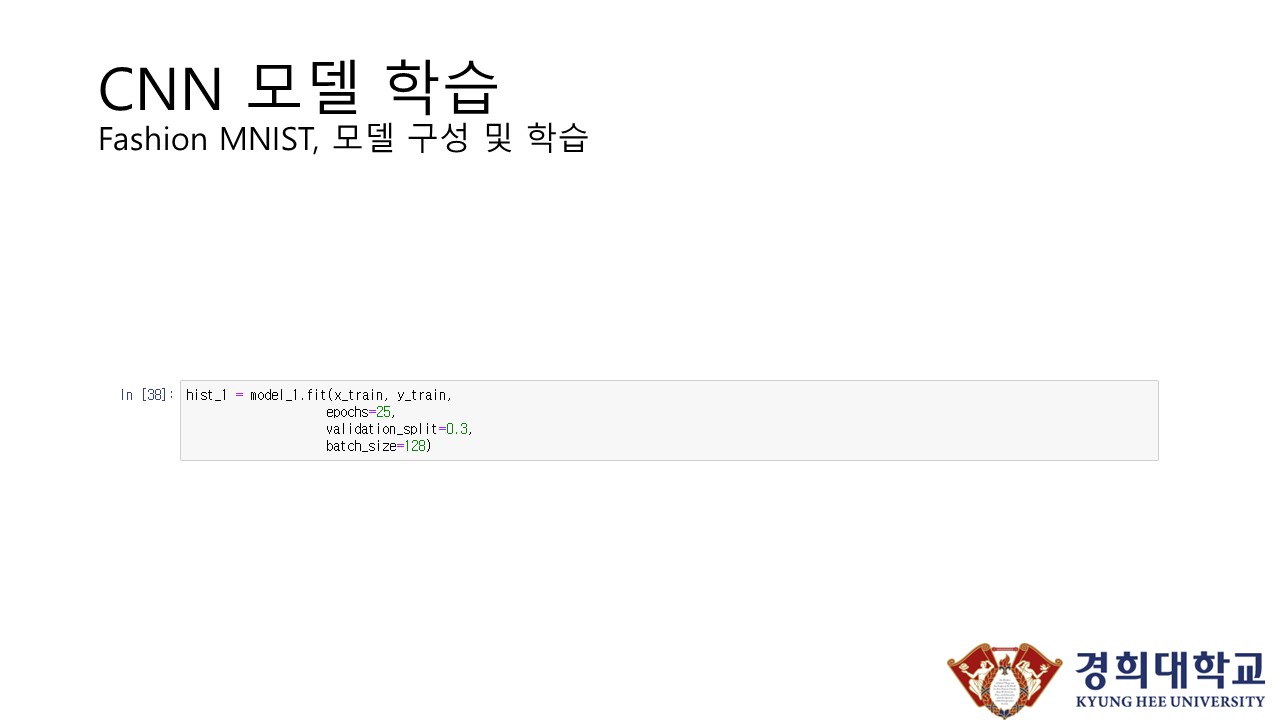 CNN 모델 학습
Fashion MNIST, 모델 구성 및 학습
In [38]: hist_1 = model_1.fit(x_train, y_train,
epochs=25,
validation_split=0.3,
batch_size=128)
경희대학교
KYUNG HEE UNIVERSITY